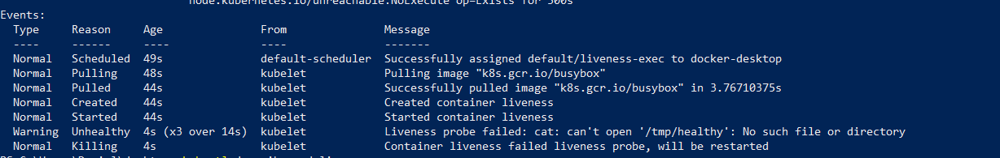 node.kubernetes.io/unreachable:NoExecute op=Exists for 300s
Events:
Type Reason Age From Message
---- ------ ---- ---- -------
Normal Scheduled 49s default-scheduler Successfully assigned default/liveness-exec to docker-desktop
Normal Pulling 48s kubelet Pulling image "k8s.gcr.io/busybox"
Normal Pulled 44s kubelet Successfully pulled image "k8s.gcr.io/busybox" in 3.76710375s
Normal Created 44s kubelet Created container liveness
Normal Started 44s kubelet Started container liveness
Warning Unhealthy 4s (x3 over 14s) kubelet Liveness probe failed: cat: can't open '/tmp/healthy': No such file or directory
Normal Killing 4s kubelet Container liveness failed liveness probe, will be restarted